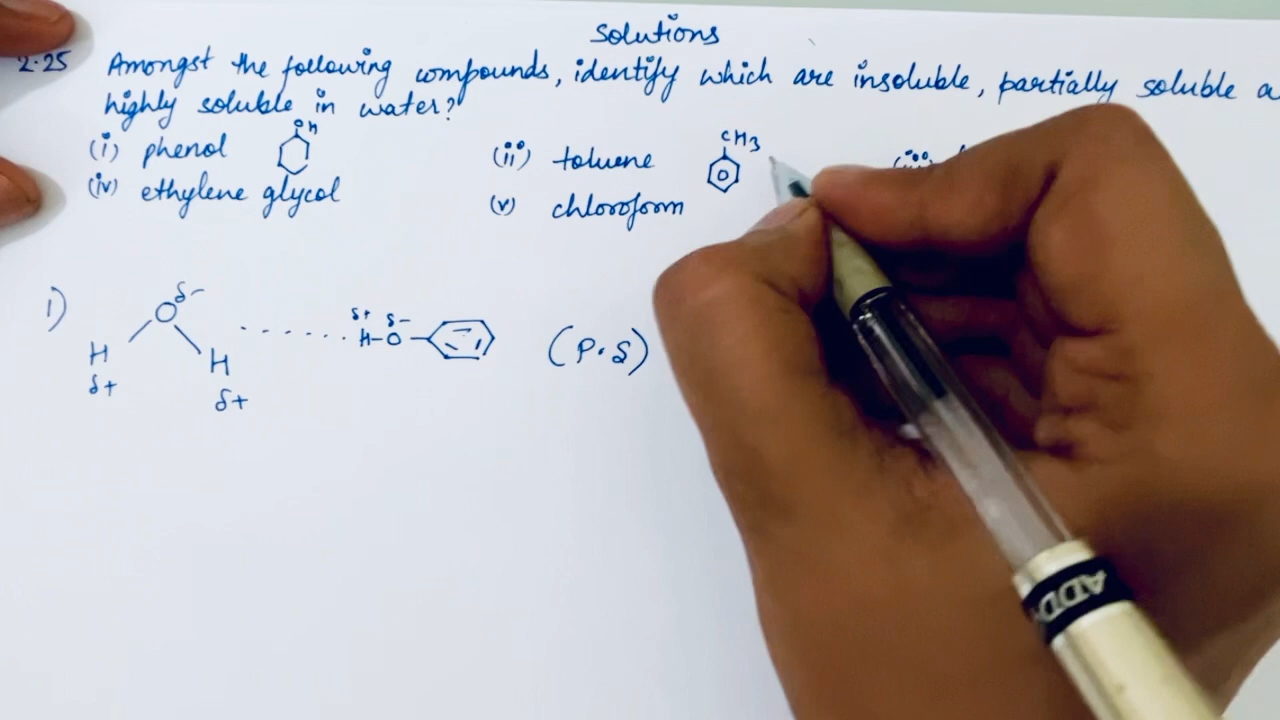 Solutions
2.25 Amongst the following compounds, identify which are insoluble, partially soluble
highly soluble in water?
(i) phenol OH (ii) toluene CH3 (iii)
(iv) ethylene glycol (v) chloroform
1) H δ+ O δ- H δ+ ...... δ+ δ- H-O- (P.S)
ADD